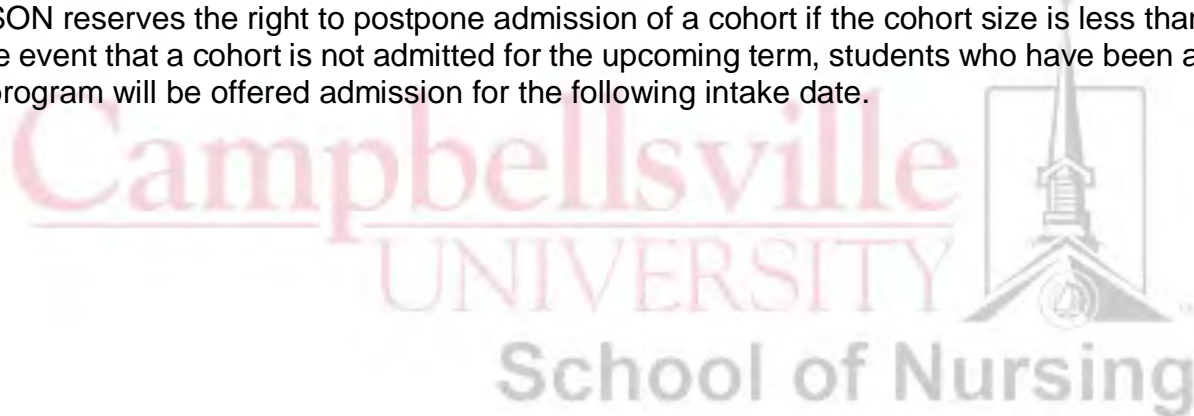 SON reserves the right to postpone admission of a cohort if the cohort size is less than
e event that a cohort is not admitted for the upcoming term, students who have been a
program will be offered admission for the following intake date.
Campbellsville
UNIVERSITY
School of Nursing